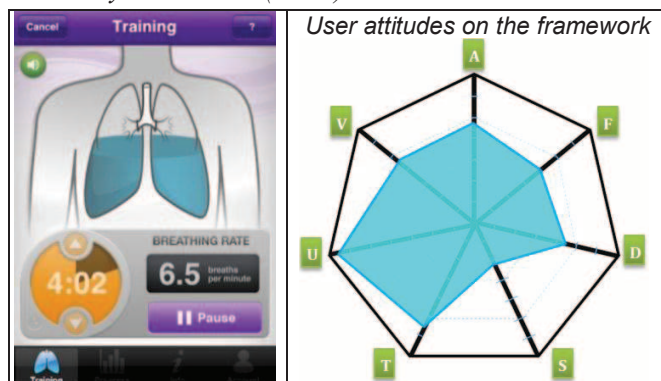 Cancel
Training
?
BREATHING RATE
4:02
6.5 breaths
per minute
Pause
Training
User attitudes on the framework
A
V
F
U
D
T
S